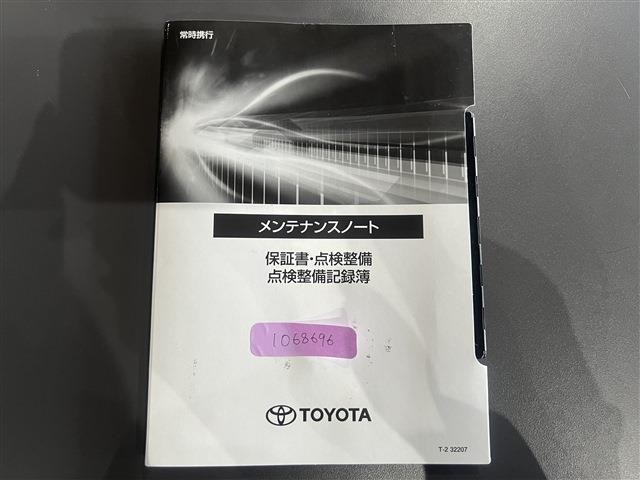 常時携行
メンテナンスノート
保証書・点検整備
点検整備記録簿
1068696
TOYOTA
T-2 32207